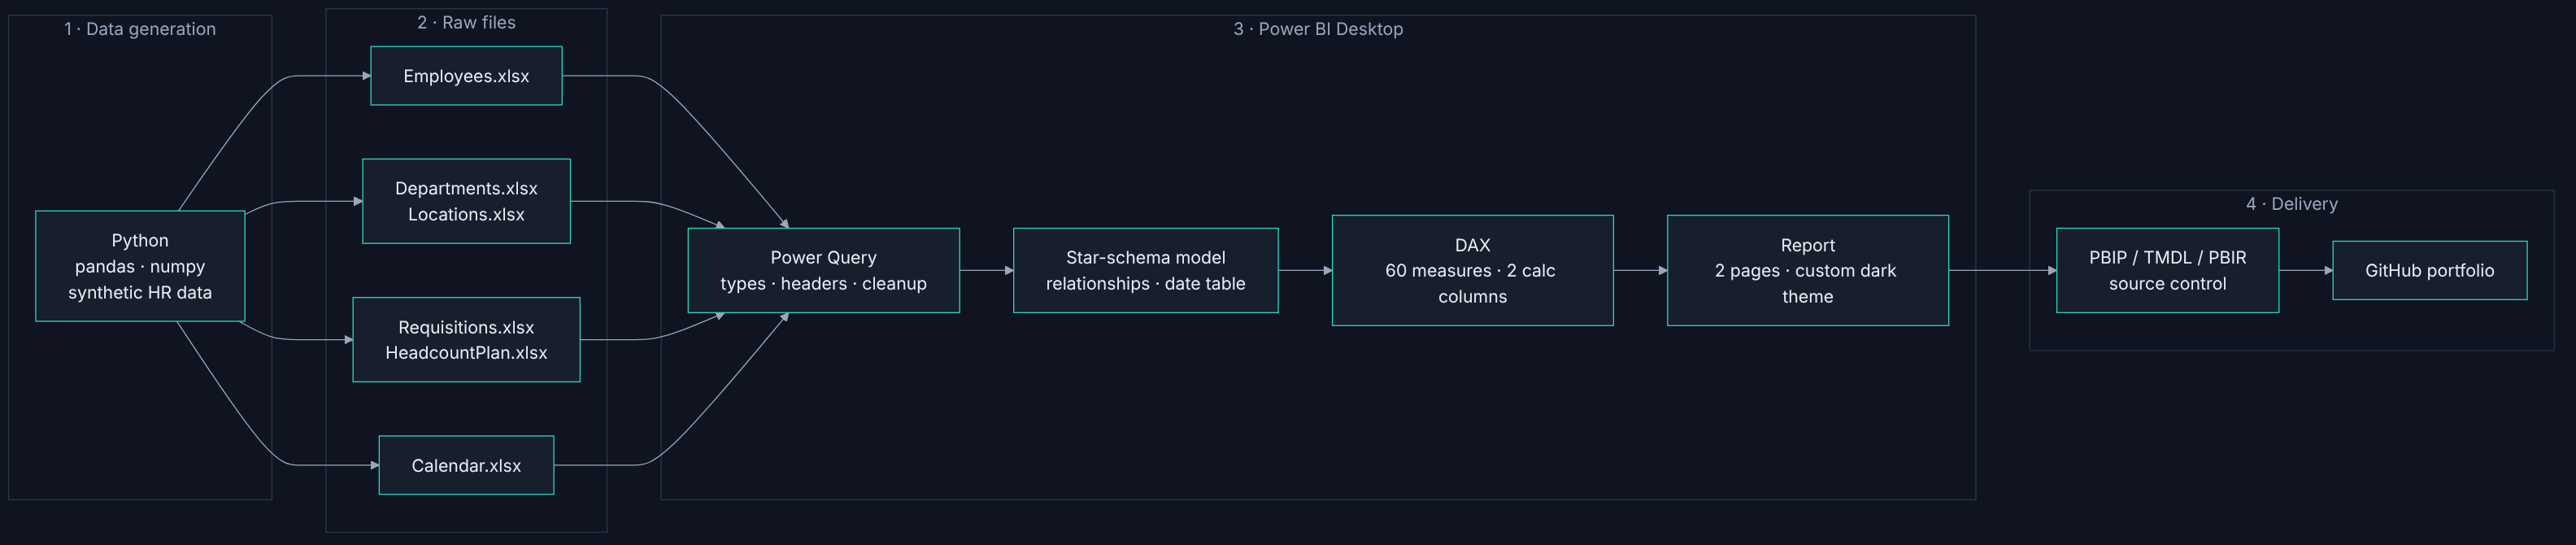 1 · Data generation
Python
pandas · numpy
synthetic HR data
2 · Raw files
Employees.xlsx
Departments.xlsx
Locations.xlsx
Requisitions.xlsx
HeadcountPlan.xlsx
Calendar.xlsx
3 · Power BI Desktop
Power Query
types · headers · cleanup
Star-schema model
relationships · date table
DAX
60 measures · 2 calc
columns
Report
2 pages · custom dark
theme
4 · Delivery
PBIP / TMDL / PBIR
source control
GitHub portfolio